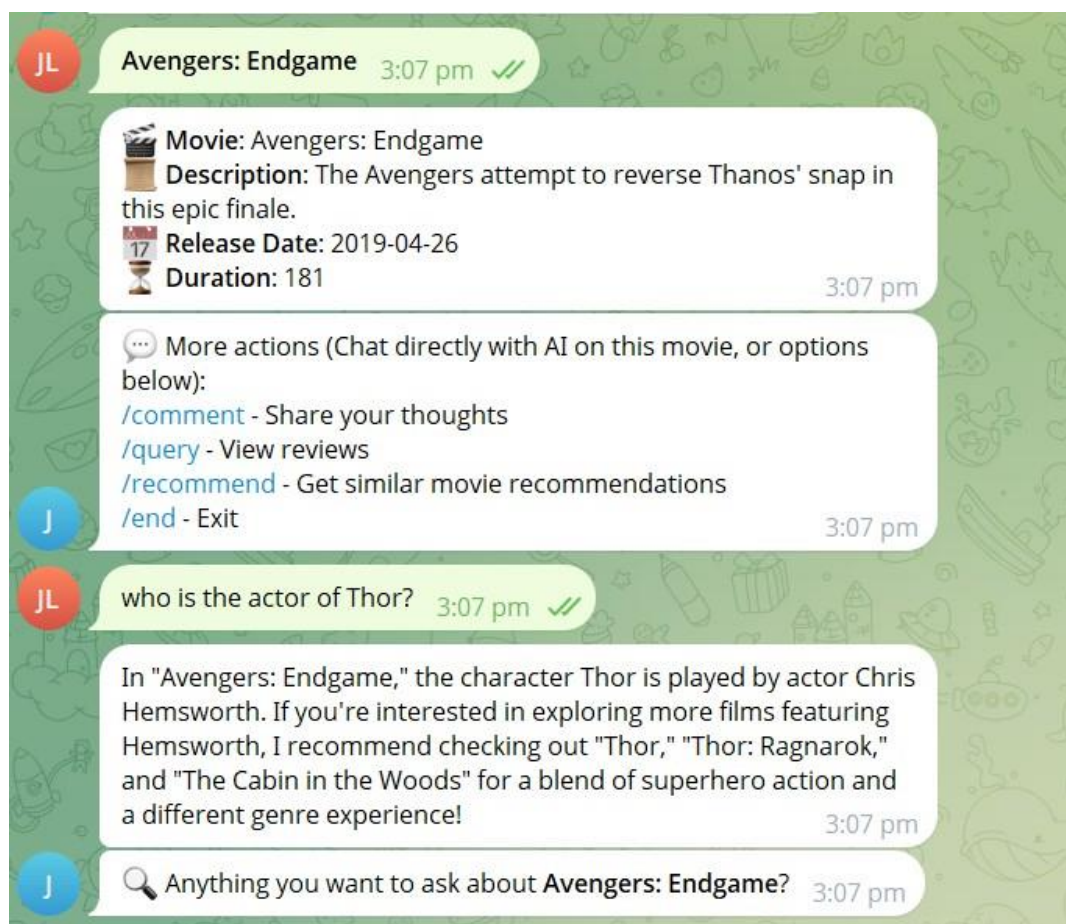 JL
Avengers: Endgame 3:07 pm
Movie: Avengers: Endgame
Description: The Avengers attempt to reverse Thanos' snap in
this epic finale.
17 Release Date: 2019-04-26
Duration: 181
3:07 pm
More actions (Chat directly with AI on this movie, or options
below):
/comment - Share your thoughts
/query - View reviews
/recommend - Get similar movie recommendations
/end - Exit
3:07 pm
J
JL
who is the actor of Thor? 3:07 pm
In "Avengers: Endgame," the character Thor is played by actor Chris
Hemsworth. If you're interested in exploring more films featuring
Hemsworth, I recommend checking out "Thor," "Thor: Ragnarok,"
and "The Cabin in the Woods" for a blend of superhero action and
a different genre experience!
3:07 pm
J
Anything you want to ask about Avengers: Endgame? 3:07 pm